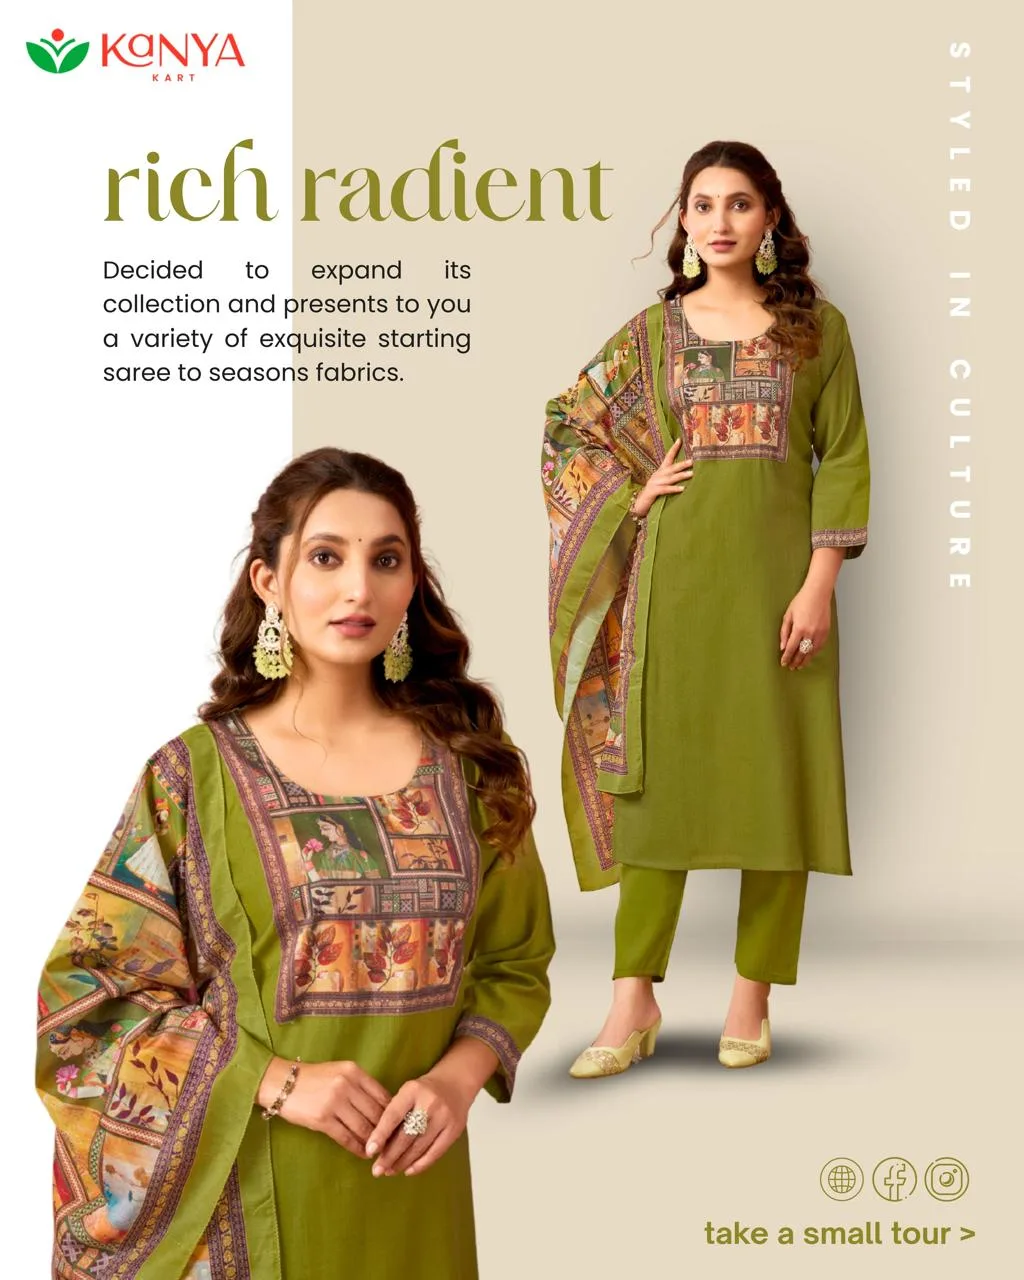 KaNYA
KART
rich radient
Decided to expand its
collection and presents to you
a variety of exquisite starting
saree to seasons fabrics.
STYLED IN CULTURE
take a small tour >